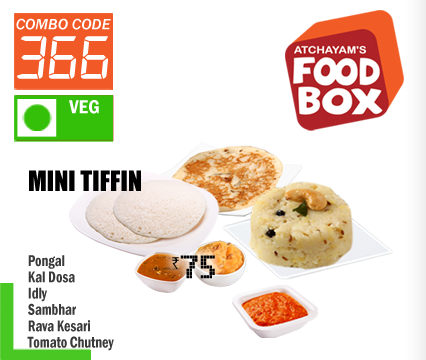 COMBO CODE
366
VEG
ATCHAYAM'S
FOOD
BOX
MINI TIFFIN
₹75
Pongal
Kal Dosa
Idly
Sambhar
Rava Kesari
Tomato Chutney